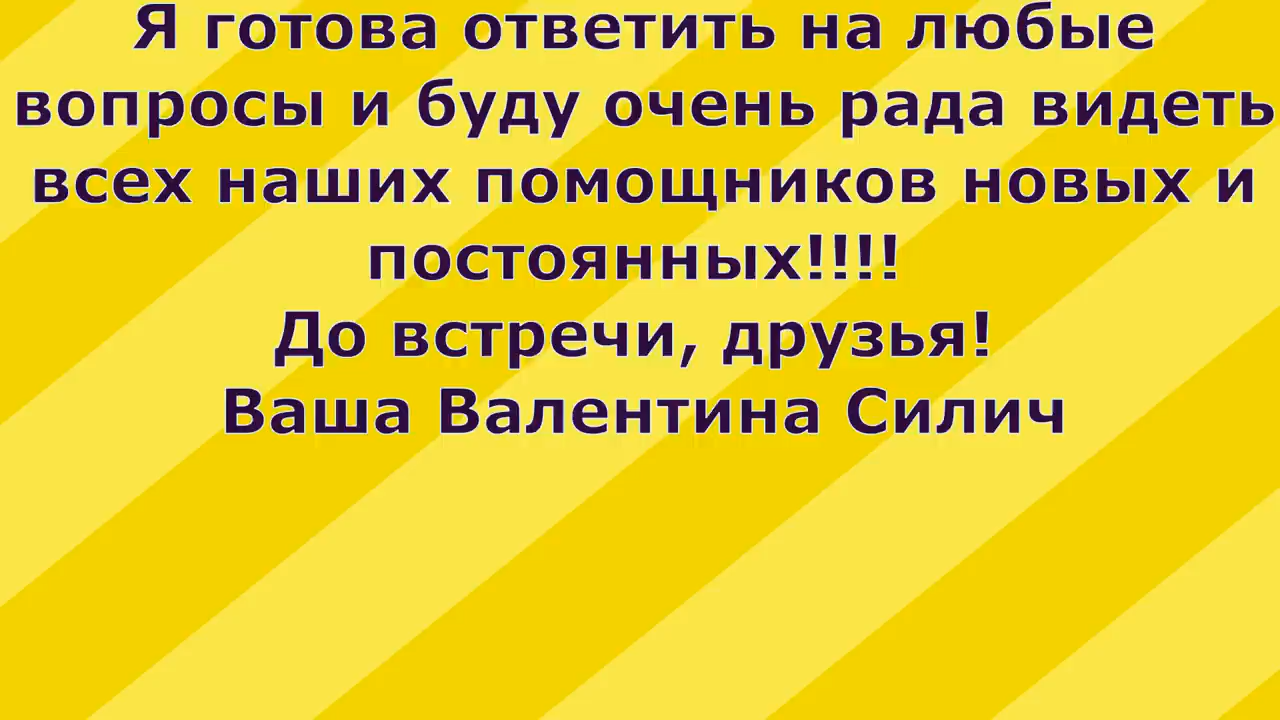 Я готова ответить на любые
вопросы и буду очень рада видеть
всех наших помощников новых и
постоянных!!!!
До встречи, друзья!
Ваша Валентина Силич